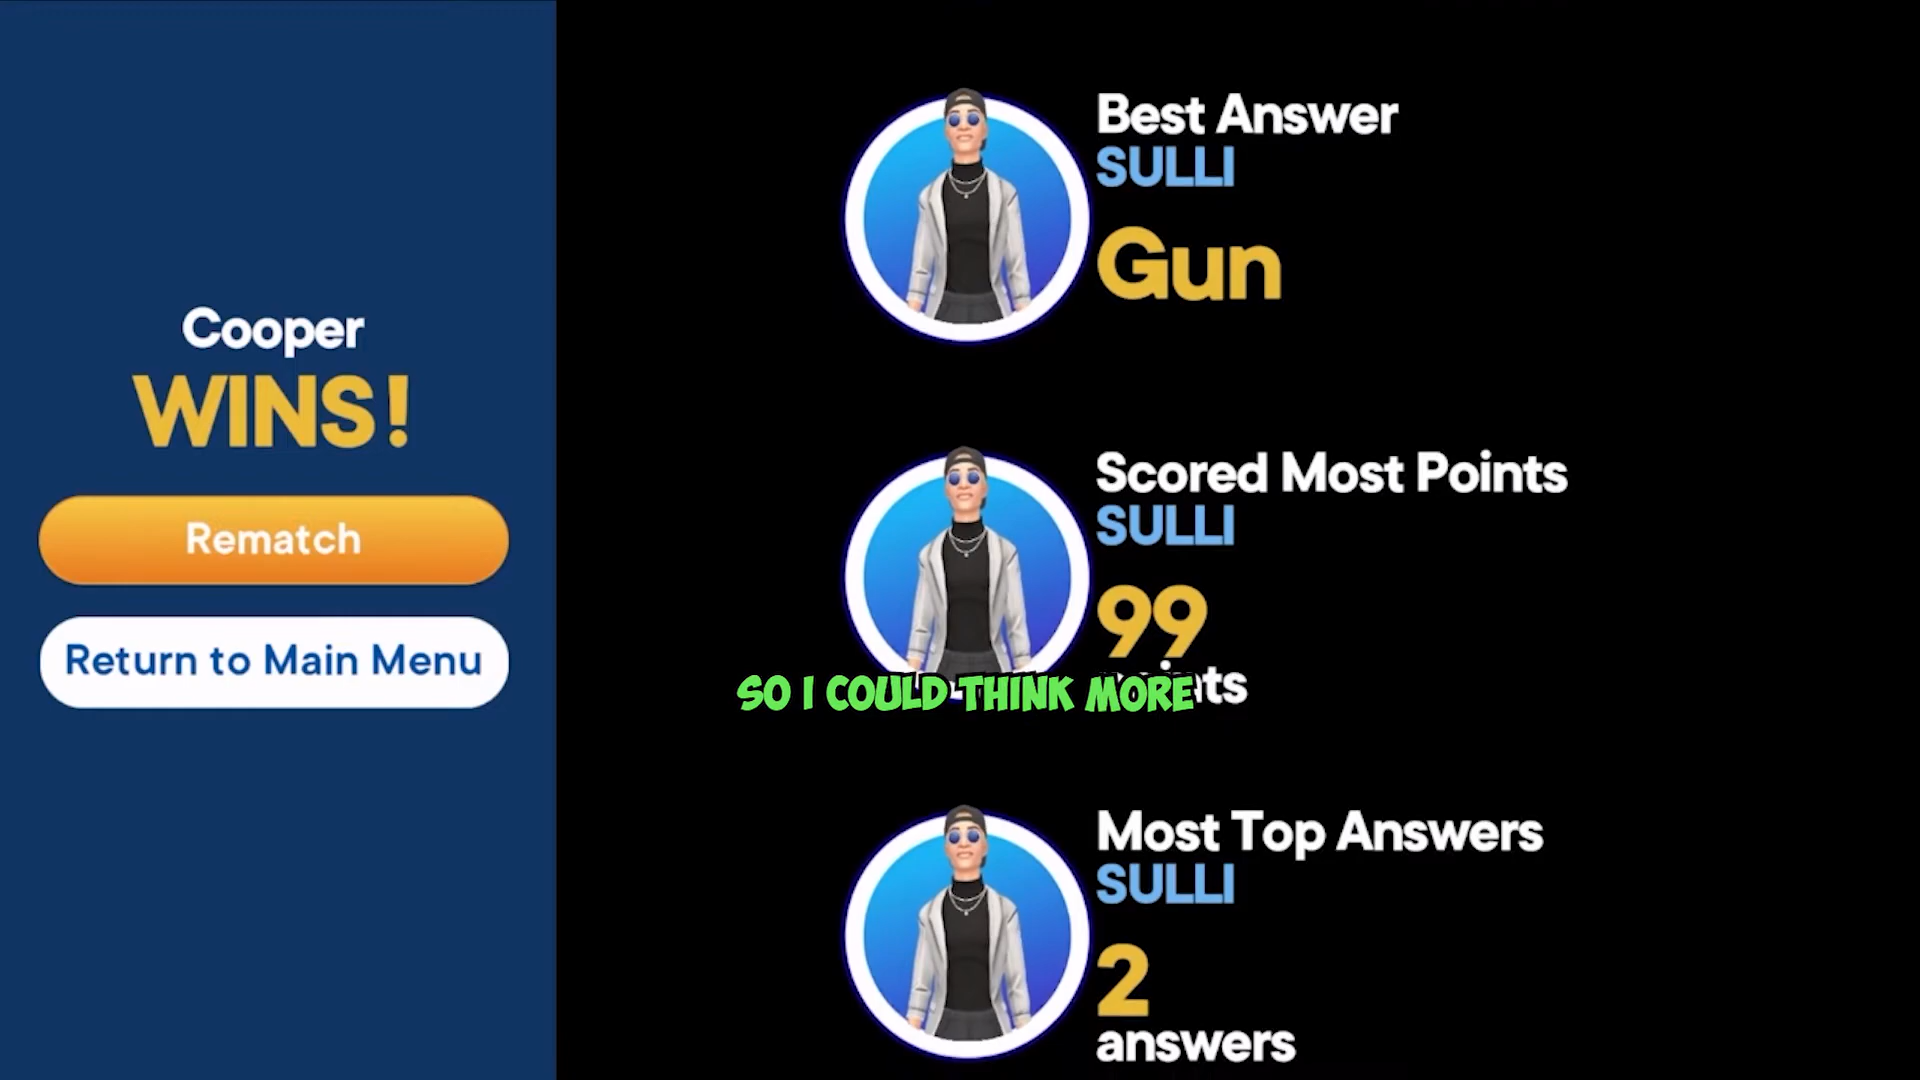 Cooper
WINS!
Rematch
Return to Main Menu
Best Answer
SULLI
Gun
Scored Most Points
SULLI
99
SO I COULD THINK MORE
Most Top Answers
SULLI
2
answers